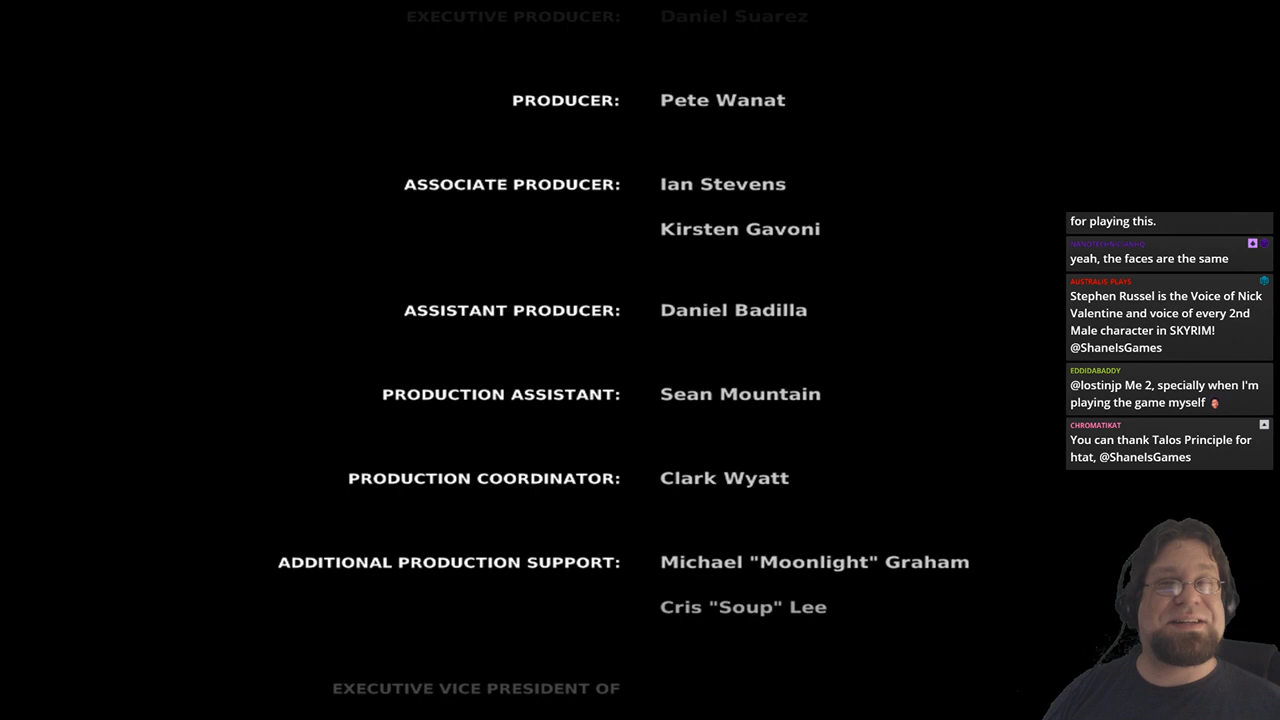 EXECUTIVE PRODUCER: Daniel Suarez
PRODUCER: Pete Wanat
ASSOCIATE PRODUCER: Ian Stevens
Kirsten Gavoni
ASSISTANT PRODUCER: Daniel Badilla
PRODUCTION ASSISTANT: Sean Mountain
PRODUCTION COORDINATOR: Clark Wyatt
ADDITIONAL PRODUCTION SUPPORT: Michael "Moonlight" Graham
Cris "Soup" Lee
EXECUTIVE VICE PRESIDENT OF
for playing this.
NANOTECHNICIANHQ
yeah, the faces are the same
AUSTRALIS_PLAYS
Stephen Russel is the Voice of Nick
Valentine and voice of every 2nd
Male character in SKYRIM!
@ShaneIsGames
EDDIDABADDY
@lostinjp Me 2, specially when I'm
playing the game myself
CHROMATIKAT
You can thank Talos Principle for
htat, @ShaneIsGames